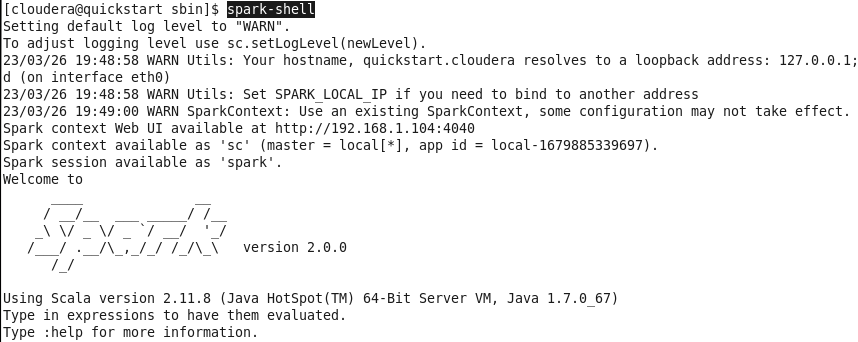 [cloudera@quickstart sbin]$ spark-shell
Setting default log level to "WARN".
To adjust logging level use sc.setLogLevel(newLevel).
23/03/26 19:48:58 WARN Utils: Your hostname, quickstart.cloudera resolves to a loopback address: 127.0.0.1;
d (on interface eth0)
23/03/26 19:48:58 WARN Utils: Set SPARK_LOCAL_IP if you need to bind to another address
23/03/26 19:49:00 WARN SparkContext: Use an existing SparkContext, some configuration may not take effect.
Spark context Web UI available at http://192.168.1.104:4040
Spark context available as 'sc' (master = local[*], app id = local-1679885339697).
Spark session available as 'spark'.
Welcome to
      ____              __
     / __/__  ___ _____/ /__
    _\ \/ _ \/ _ `/ __/  '_/
   /___/ .__/\_,_/_/ /_/\_\   version 2.0.0
      /_/
Using Scala version 2.11.8 (Java HotSpot(TM) 64-Bit Server VM, Java 1.7.0_67)
Type in expressions to have them evaluated.
Type :help for more information.